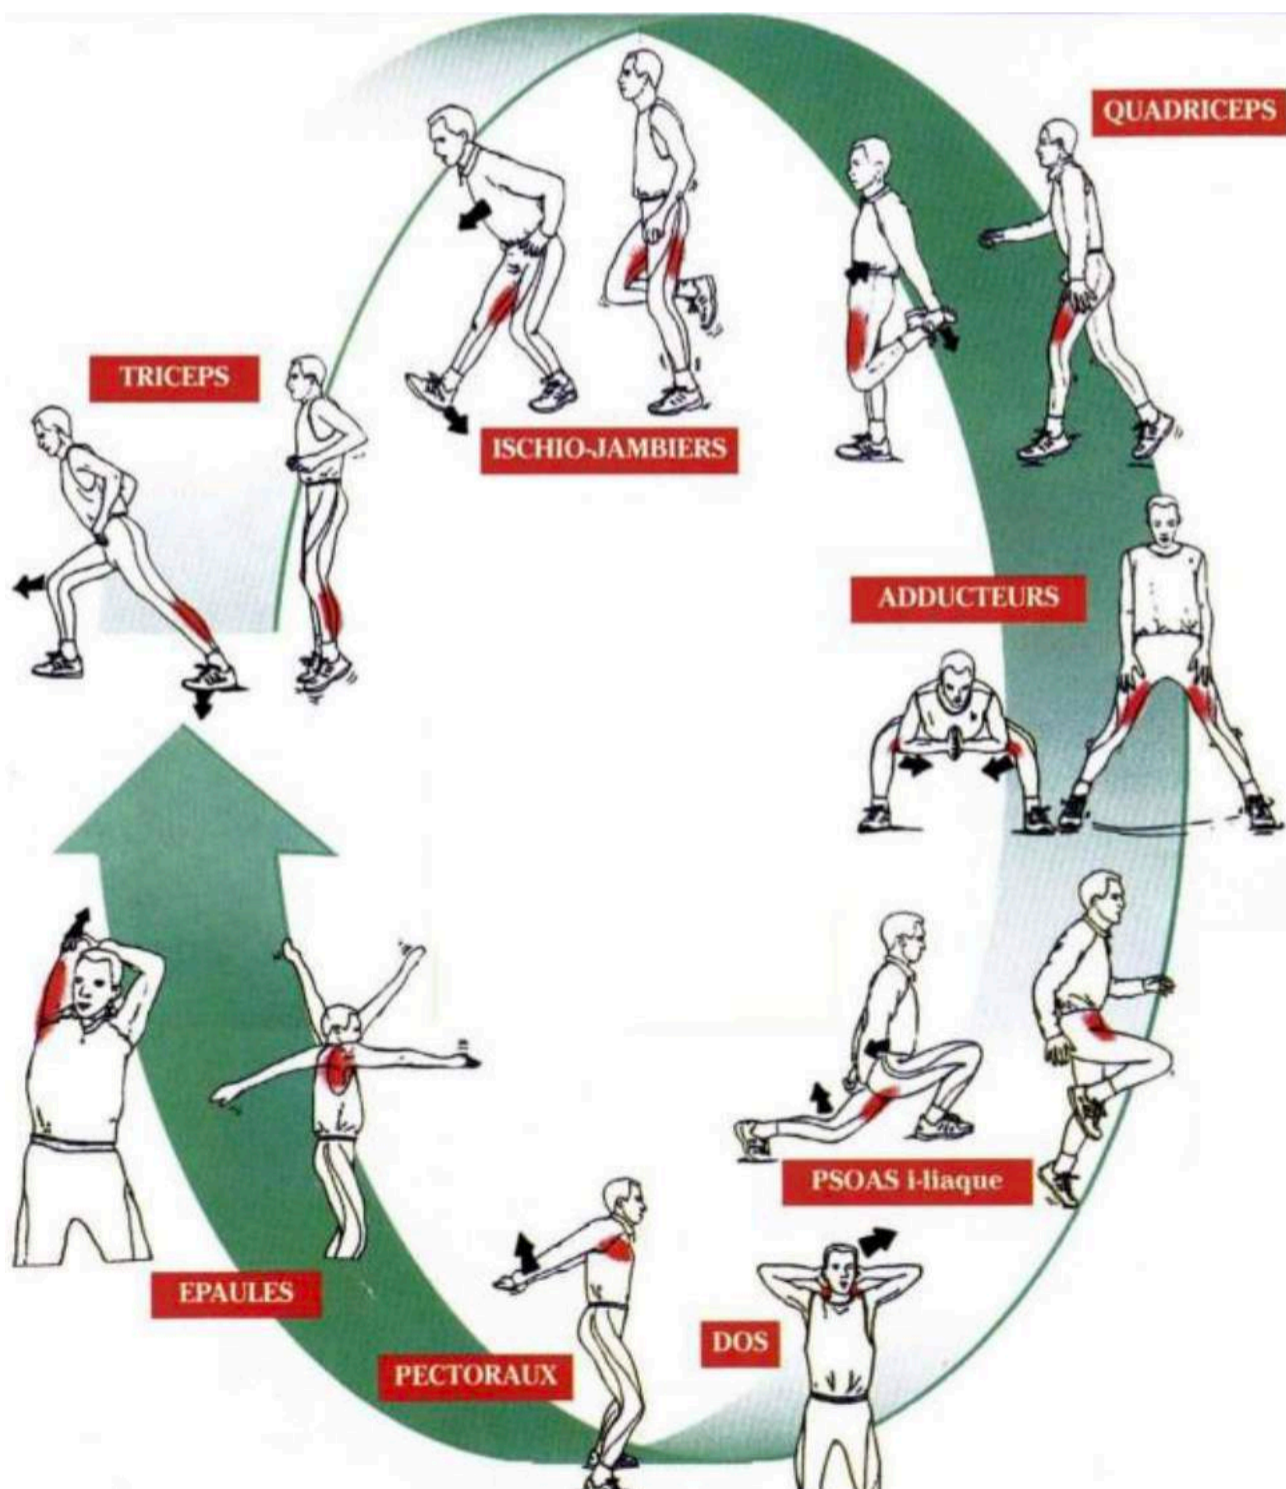 QUADRICEPS
TRICEPS
ISCHIO-JAMBIERS
ADDUCTEURS
PSOAS i-liaque
EPAULES
DOS
PECTORAUX